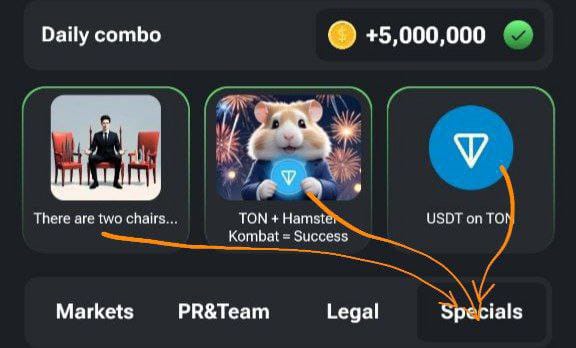 Daily combo
+5,000,000
There are two chairs...
TON + Hamster
Kombat = Success
USDT on TON
Markets
PR&Team
Legal
Specials